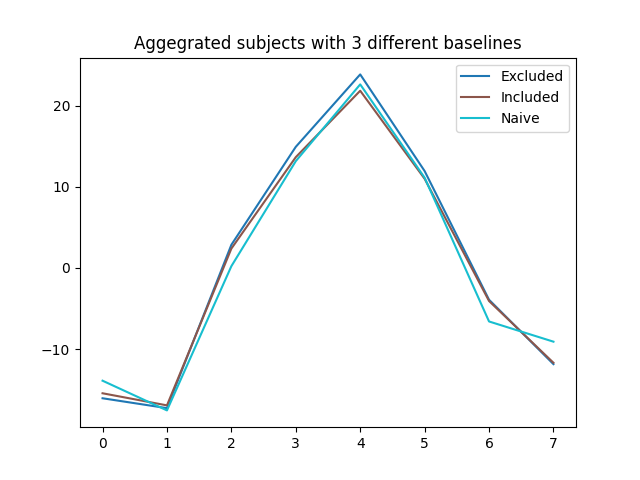 Aggegrated subjects with 3 different baselines
Excluded
Included
Naive
20
10
0
−10
0 1 2 3 4 5 6 7